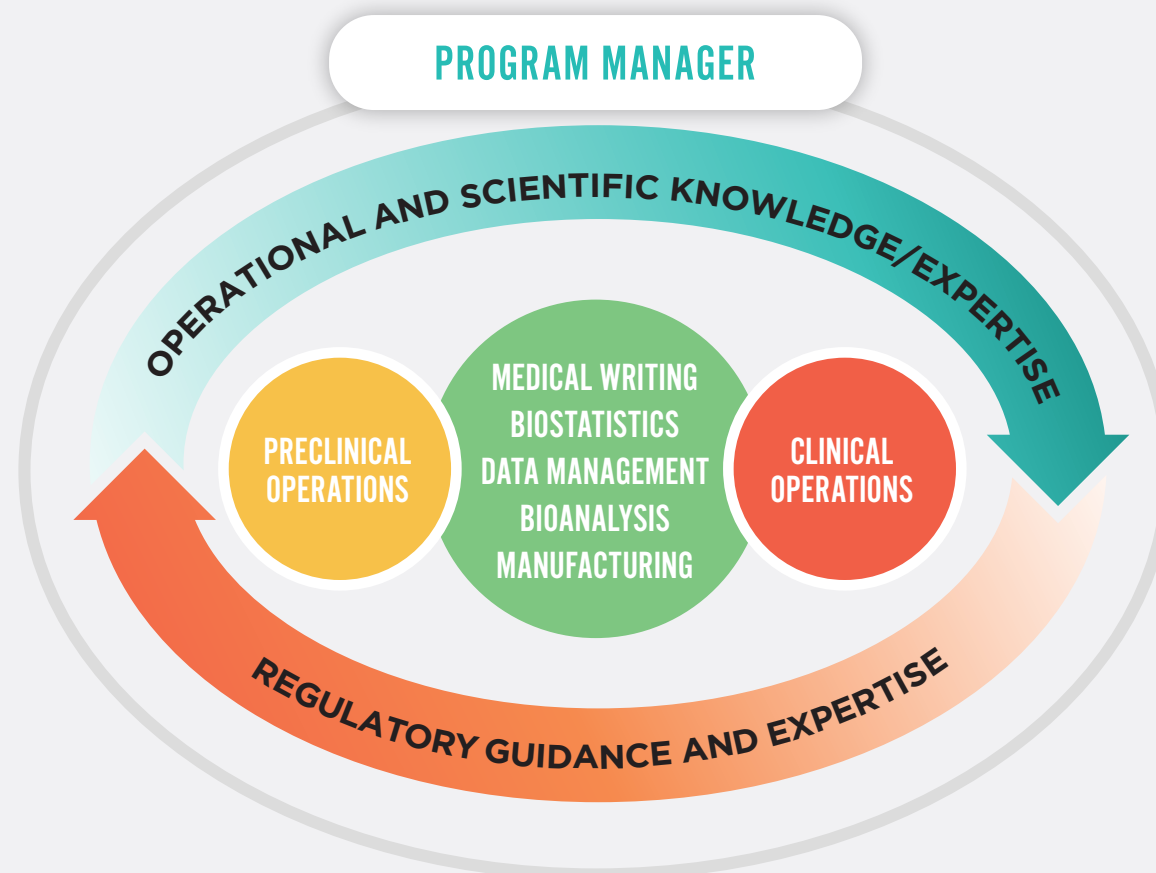 PROGRAM MANAGER
OPERATIONAL AND SCIENTIFIC KNOWLEDGE/EXPERTISE
PRECLINICAL
OPERATIONS
MEDICAL WRITING
BIOSTATISTICS
DATA MANAGEMENT
BIOANALYSIS
MANUFACTURING
CLINICAL
OPERATIONS
REGULATORY GUIDANCE AND EXPERTISE